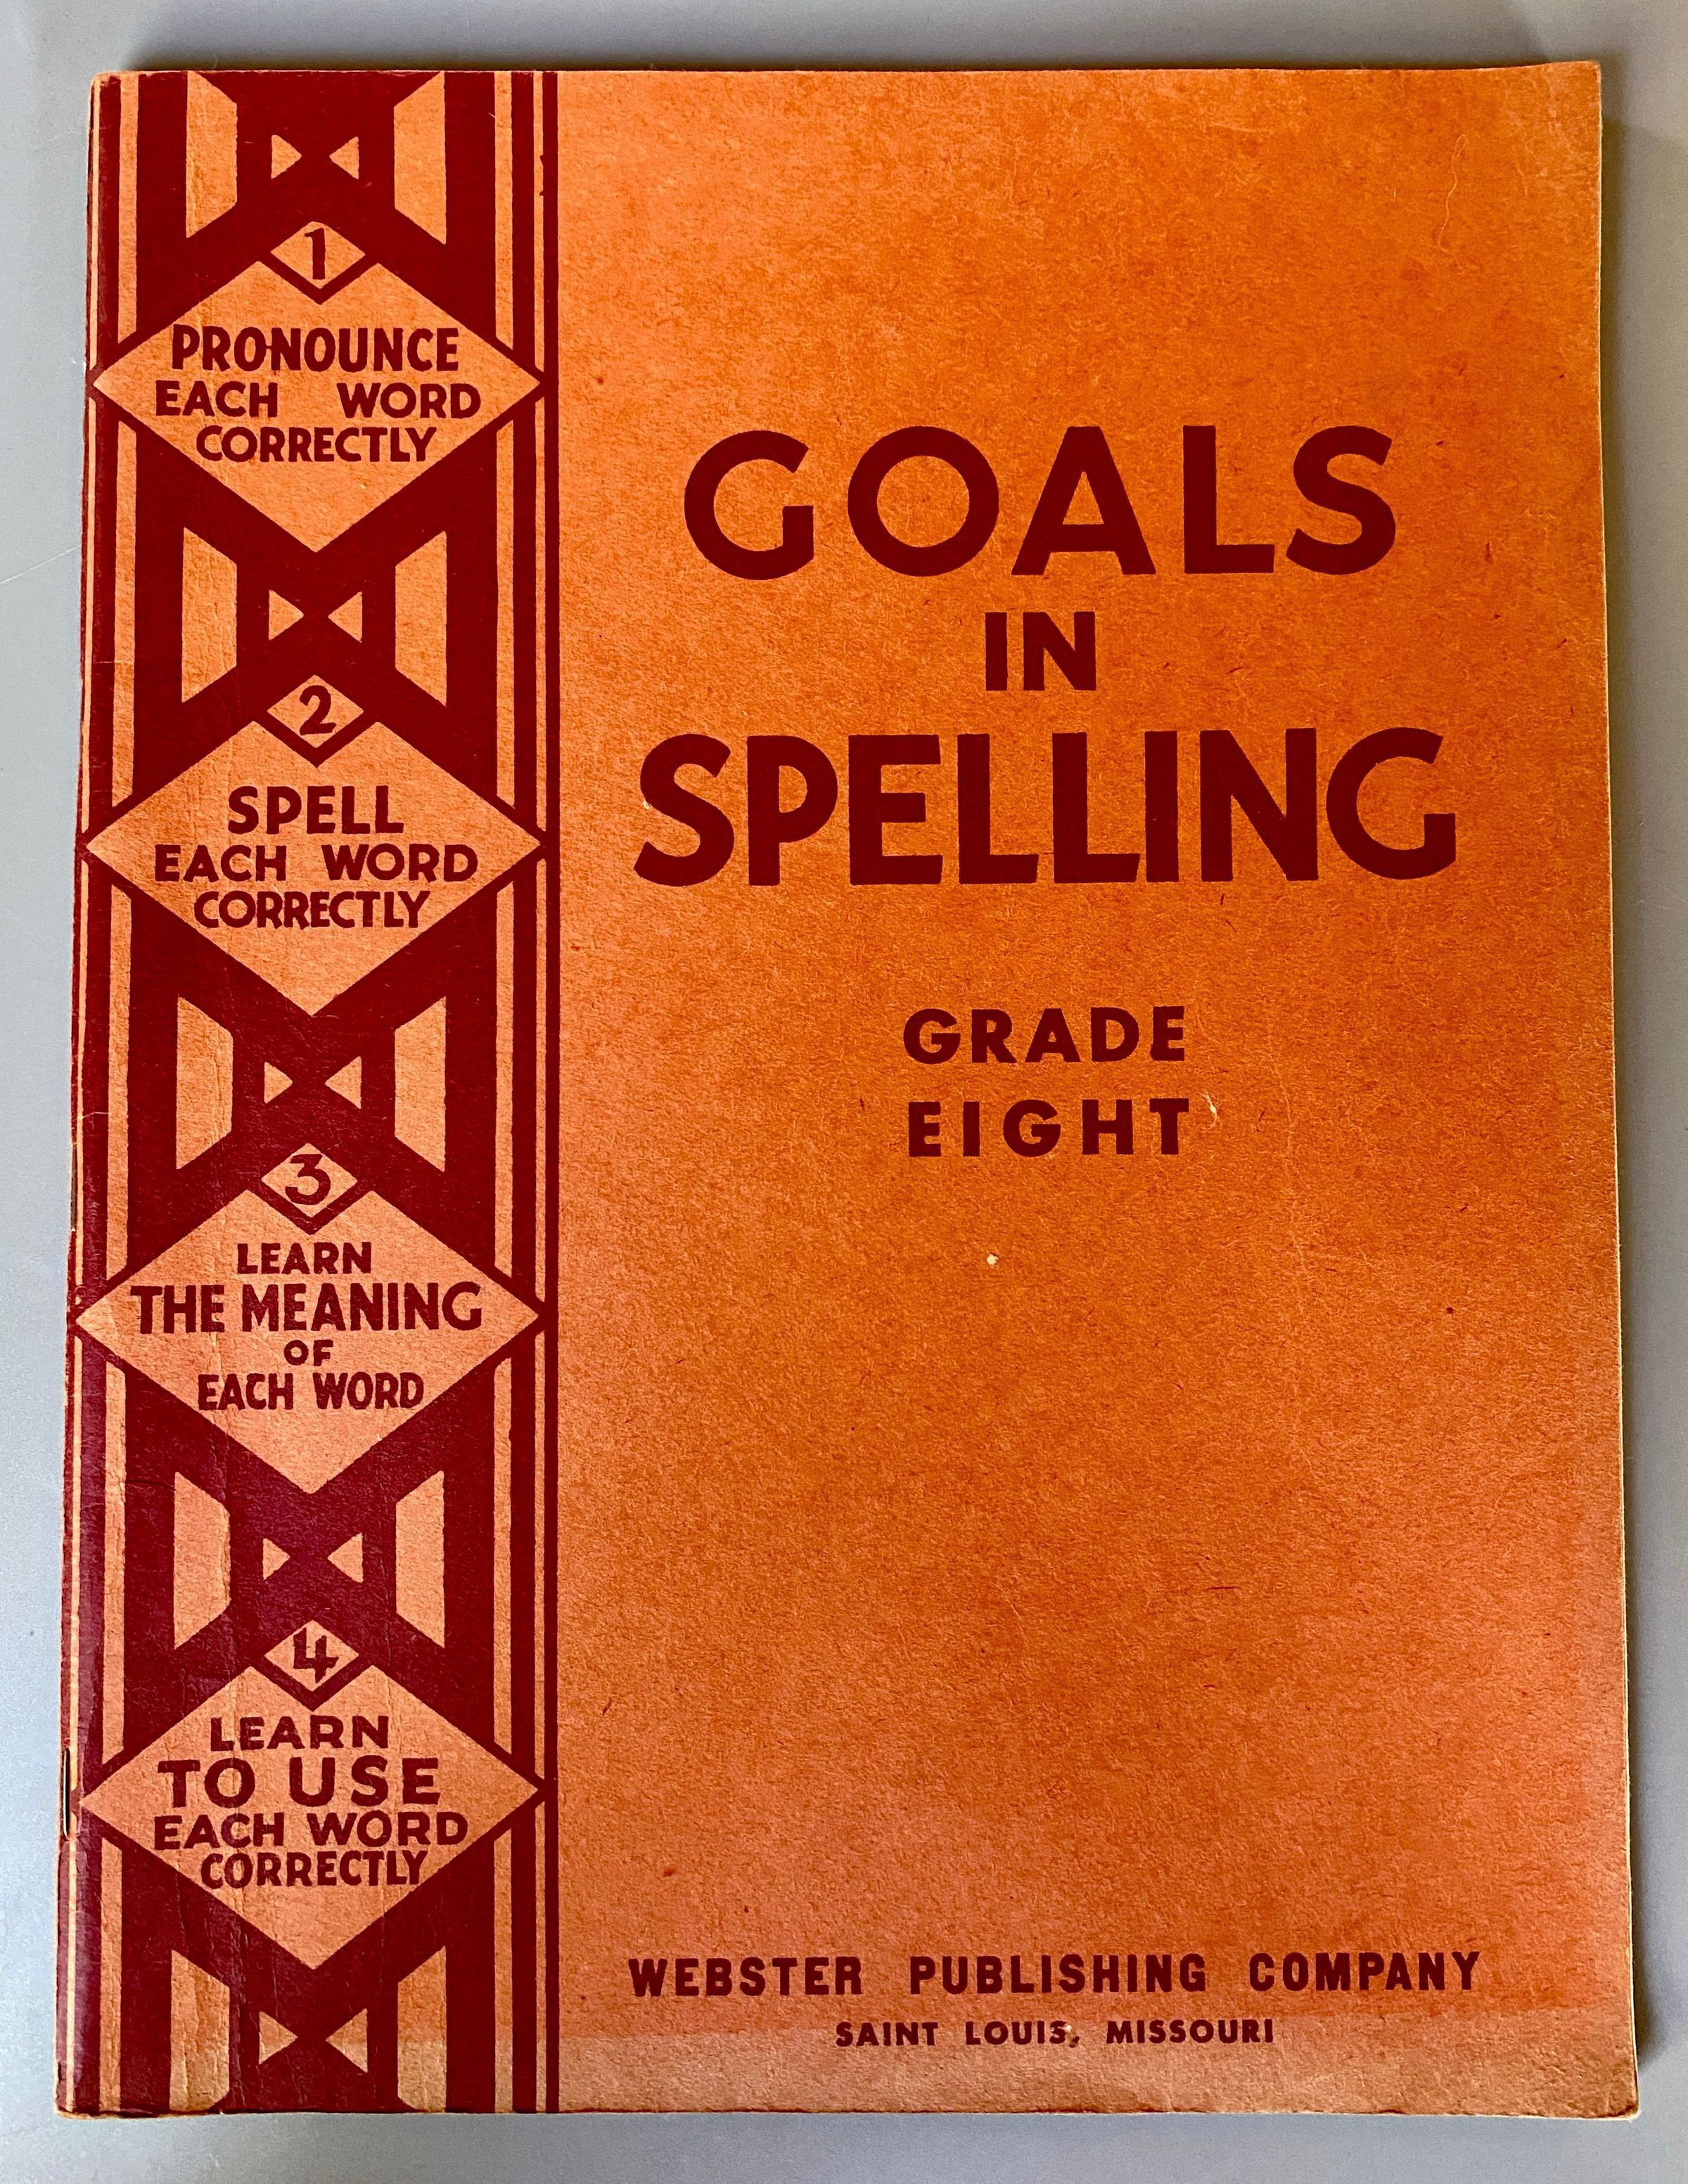 1
PRONOUNCE
EACH WORD
CORRECTLY
2
SPELL
EACH WORD
CORRECTLY
3
LEARN
THE MEANING
OF
EACH WORD
4
LEARN
TO USE
EACH WORD
CORRECTLY
GOALS
IN
SPELLING
GRADE
EIGHT
WEBSTER PUBLISHING COMPANY
SAINT LOUIS, MISSOURI